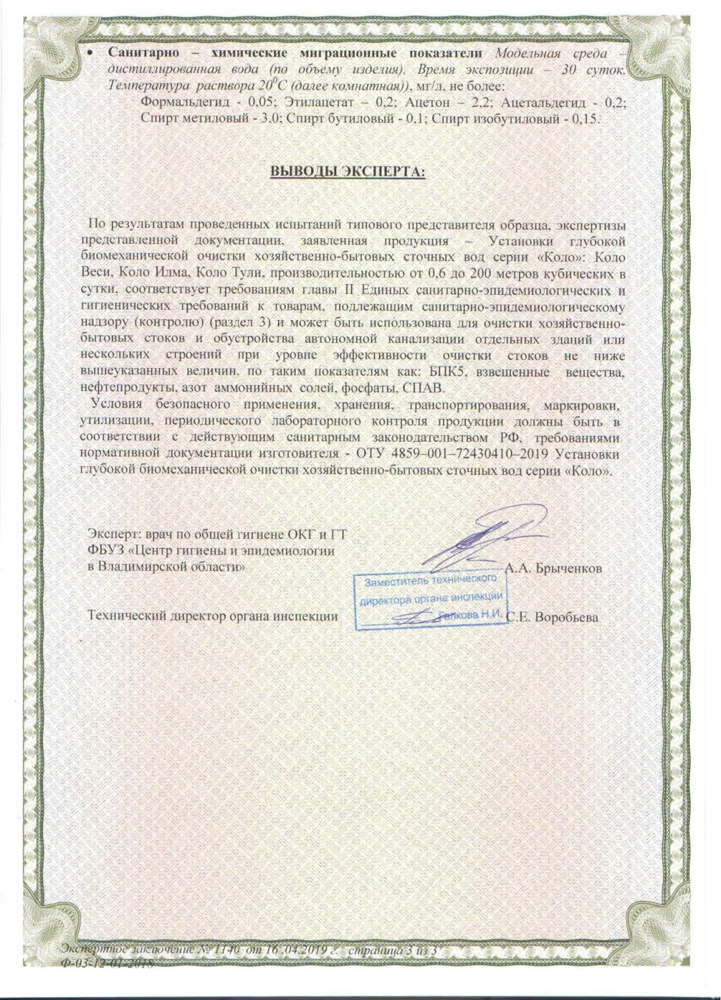 • Санитарно – химические миграционные показатели Модельная среда –
дистиллированная вода (по объему изделия). Время экспозиции – 30 суток.
Температура раствора 20⁰С (далее комнатная)), мг/л, не более:
Формальдегид - 0,05; Этилацетат – 0,2; Ацетон – 2,2; Ацетальдегид - 0,2;
Спирт метиловый - 3,0; Спирт бутиловый - 0,1; Спирт изобутиловый - 0,15.
ВЫВОДЫ ЭКСПЕРТА:
По результатам проведенных испытаний типового представителя образца, экспертизы
представленной документации, заявленная продукция – Установки глубокой
биомеханической очистки хозяйственно-бытовых сточных вод серии «Коло»: Коло
Веси, Коло Илма, Коло Тули, производительностью от 0,6 до 200 метров кубических в
сутки, соответствует требованиям главы II Единых санитарно-эпидемиологических и
гигиенических требований к товарам, подлежащим санитарно-эпидемиологическому
надзору (контролю) (раздел 3) и может быть использована для очистки хозяйственно-
бытовых стоков и обустройства автономной канализации отдельных зданий или
нескольких строений при уровне эффективности очистки стоков не ниже
вышеуказанных величин, по таким показателям как: БПК5, взвешенные вещества,
нефтепродукты, азот аммонийных солей, фосфаты, СПАВ.
Условия безопасного применения, хранения, транспортирования, маркировки,
утилизации, периодического лабораторного контроля продукции должны быть в
соответствии с действующим санитарным законодательством РФ, требованиями
нормативной документации изготовителя - ОТУ 4859–001–72430410–2019 Установки
глубокой биомеханической очистки хозяйственно-бытовых сточных вод серии «Коло».
Эксперт: врач по общей гигиене ОКГ и ГТ
ФБУЗ «Центр гигиены и эпидемиологии
в Владимирской области» А.А. Брыченков
Заместитель технического
директора органа инспекции
Галкова Н.И.
Технический директор органа инспекции С.Е. Воробьева
Экспертное заключение № 1140 от 16 .04.2019 г. страница 3 из 3
Ф-03-12-01-2018